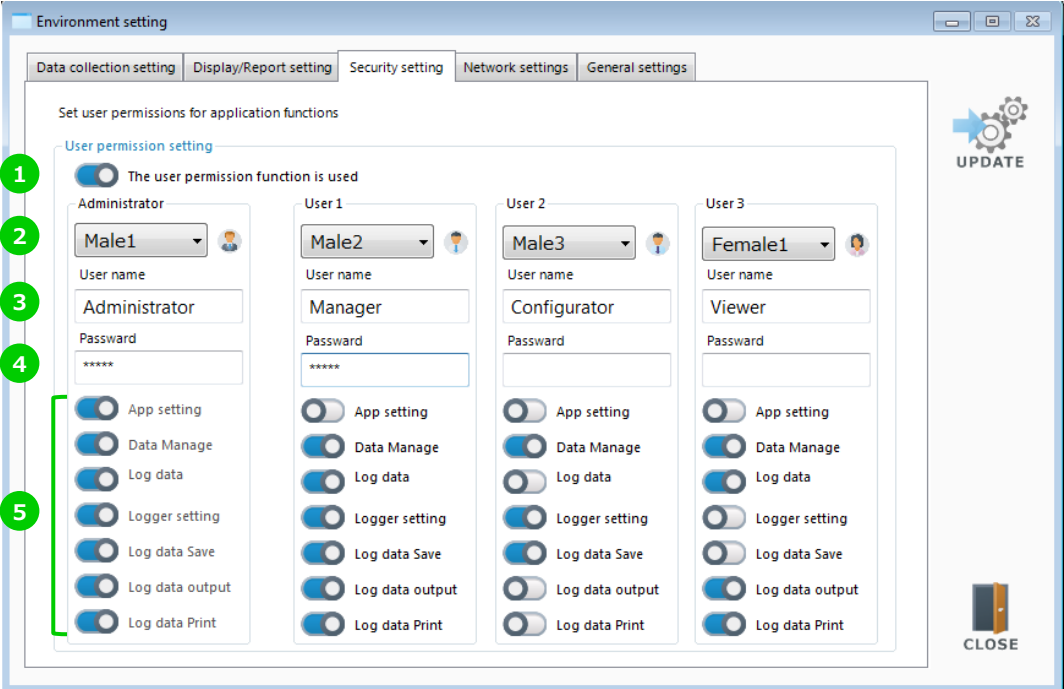 Environment setting
Data collection setting Display/Report setting Security setting Network settings General settings
Set user permissions for application functions
UPDATE
User permission setting
1 The user permission function is used
Administrator User 1 User 2 User 3
2 Male1 Male2 Male3 Female1
User name User name User name User name
3 Administrator Manager Configurator Viewer
Password Password Password Password
4 ***** *****
App setting App setting App setting App setting
Data Manage Data Manage Data Manage Data Manage
Log data Log data Log data Log data
5 Logger setting Logger setting Logger setting Logger setting
Log data Save Log data Save Log data Save Log data Save
Log data output Log data output Log data output Log data output
Log data Print Log data Print Log data Print Log data Print
CLOSE